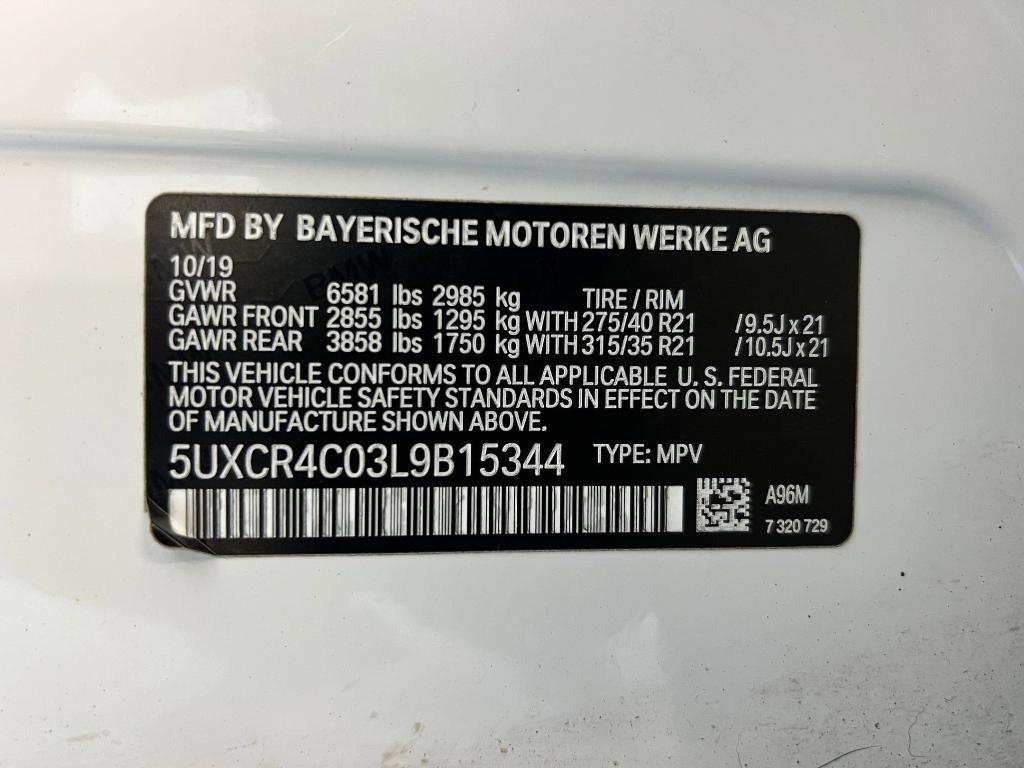 MFD BY BAYERISCHE MOTOREN WERKE AG
10/19
GVWR 6581 lbs 2985 kg TIRE / RIM
GAWR FRONT 2855 lbs 1295 kg WITH 275/40 R21 /9.5J x 21
GAWR REAR 3858 lbs 1750 kg WITH 315/35 R21 /10.5J x 21
THIS VEHICLE CONFORMS TO ALL APPLICABLE U. S. FEDERAL
MOTOR VEHICLE SAFETY STANDARDS IN EFFECT ON THE DATE
OF MANUFACTURE SHOWN ABOVE.
5UXCR4C03L9B15344 TYPE: MPV
A96M
7 320 729